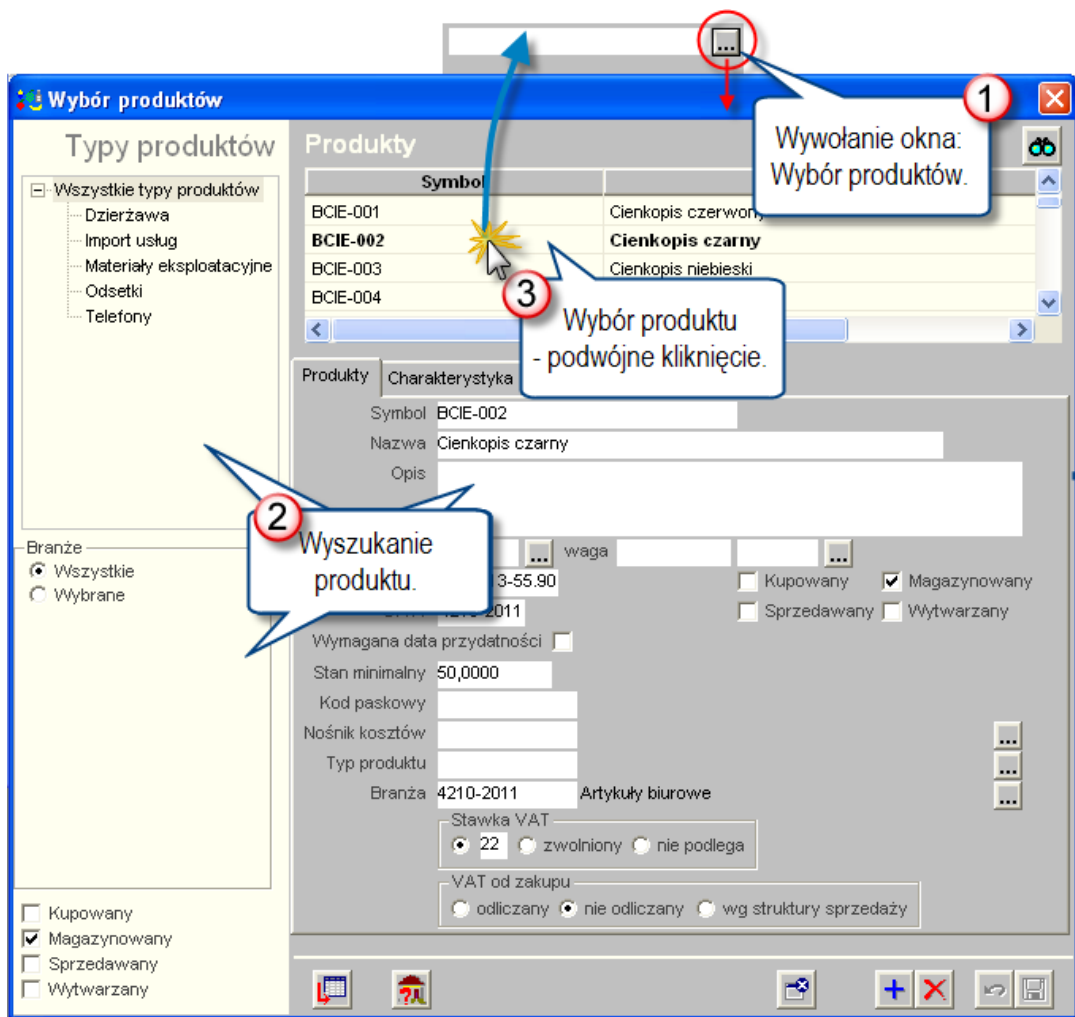 ...
1
Wywołanie okna:
Wybór produktów.
Wybór produktów
Typy produktów
Wszystkie typy produktów
Dzierżawa
Import usług
Materiały eksploatacyjne
Odsetki
Telefony
Produkty
Symbol
BCIE-001 Cienkopis czerwony
BCIE-002 Cienkopis czarny
BCIE-003 Cienkopis niebieski
BCIE-004
3
Wybór produktu
- podwójne kliknięcie.
Produkty Charakterystyka
Symbol BCIE-002
Nazwa Cienkopis czarny
Opis
2
Wyszukanie
produktu.
Branże
Wszystkie
Wybrane
... waga ...
3-55.90 Kupowany Magazynowany
-2011 Sprzedawany Wytwarzany
Wymagana data przydatności
Stan minimalny 50,0000
Kod paskowy
Nośnik kosztów ...
Typ produktu ...
Branża 4210-2011 Artykuły biurowe ...
Stawka VAT
22 zwolniony nie podlega
VAT od zakupu
odliczany nie odliczany wg struktury sprzedaży
Kupowany
Magazynowany
Sprzedawany
Wytwarzany